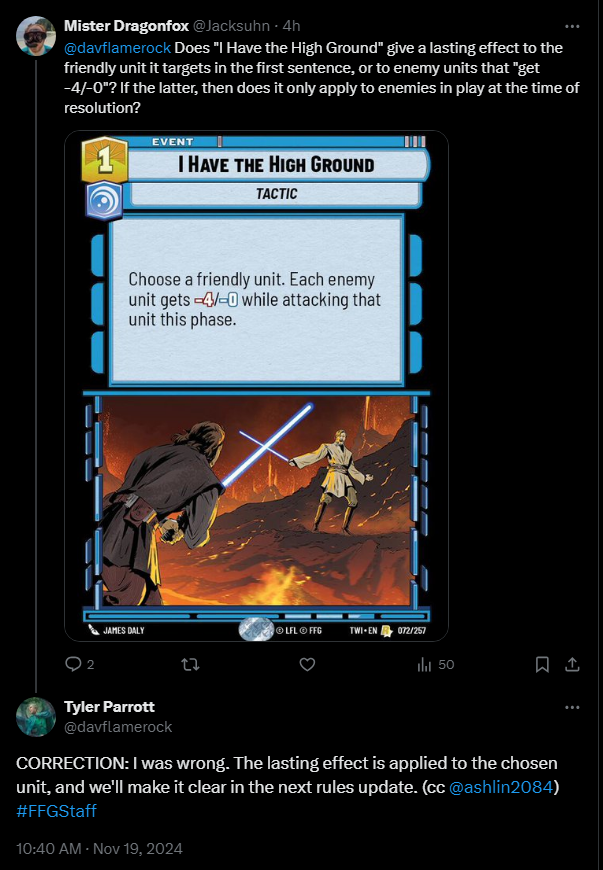 Mister Dragonfox @Jacksuhn · 4h
@davflamerock Does "I Have the High Ground" give a lasting effect to the
friendly unit it targets in the first sentence, or to enemy units that "get
-4/-0"? If the latter, then does it only apply to enemies in play at the time of
resolution?
EVENT
1
I HAVE THE HIGH GROUND
TACTIC
Choose a friendly unit. Each enemy
unit gets -4/-0 while attacking that
unit this phase.
JAMES DALY
© LFL © FFG
TWI • EN
072/257
2
50
Tyler Parrott
@davflamerock
CORRECTION: I was wrong. The lasting effect is applied to the chosen
unit, and we'll make it clear in the next rules update. (cc @ashlin2084)
#FFGStaff
10:40 AM · Nov 19, 2024